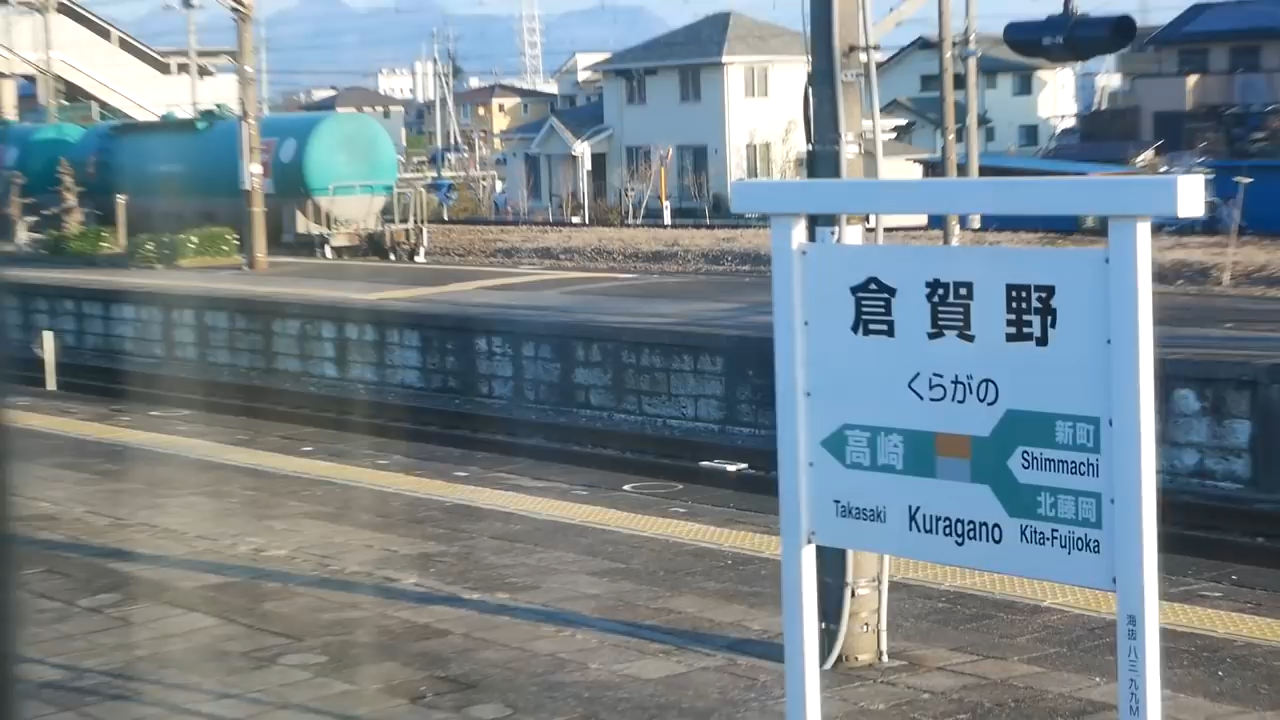 倉賀野
くらがの
高崎
新町
Shimmachi
北藤岡
Takasaki
Kuragano
Kita-Fujioka
海抜八三.九九M